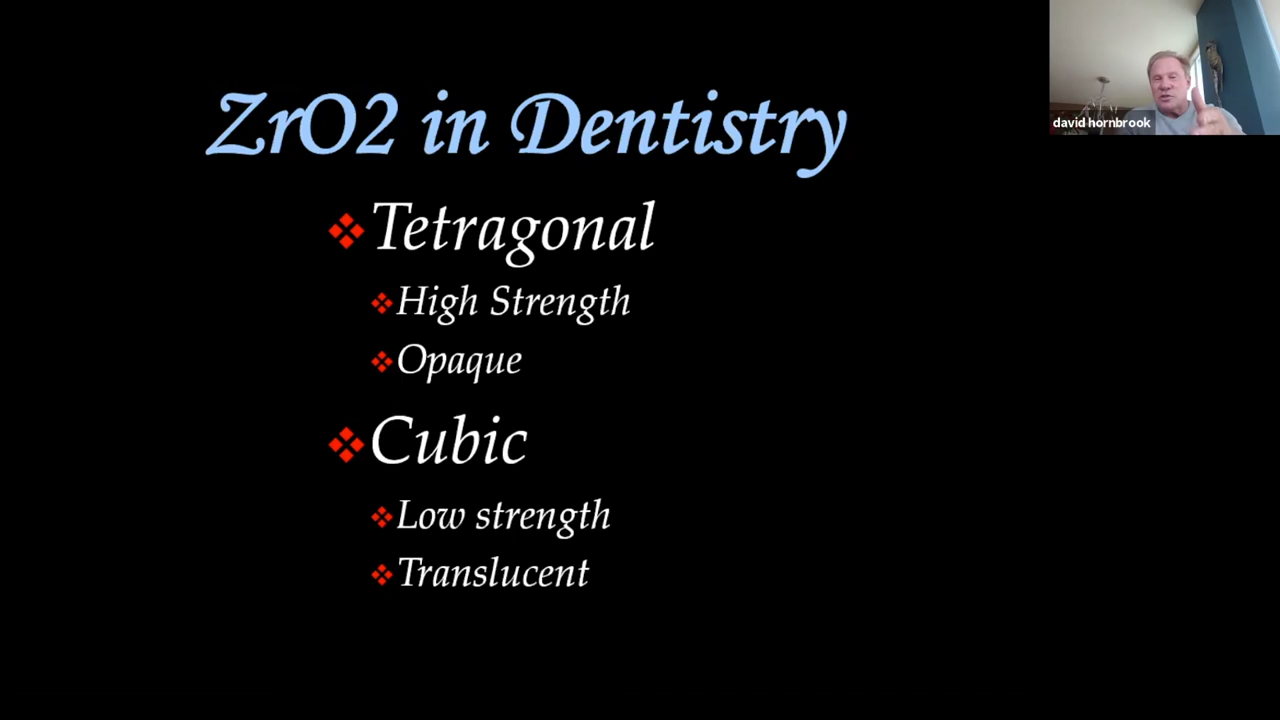 ZrO2 in Dentistry
Tetragonal
High Strength
Opaque
Cubic
Low strength
Translucent
david hornbrook